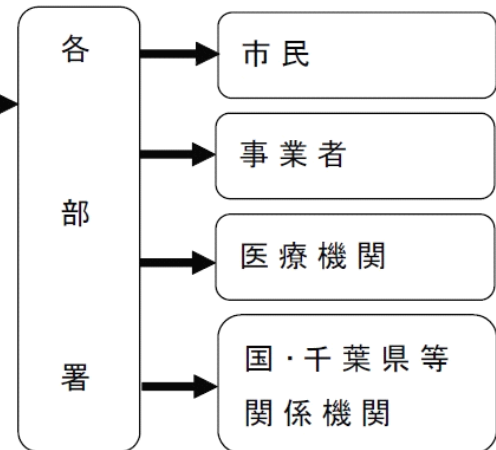 各部署
市民
事業者
医療機関
国・千葉県等
関係機関